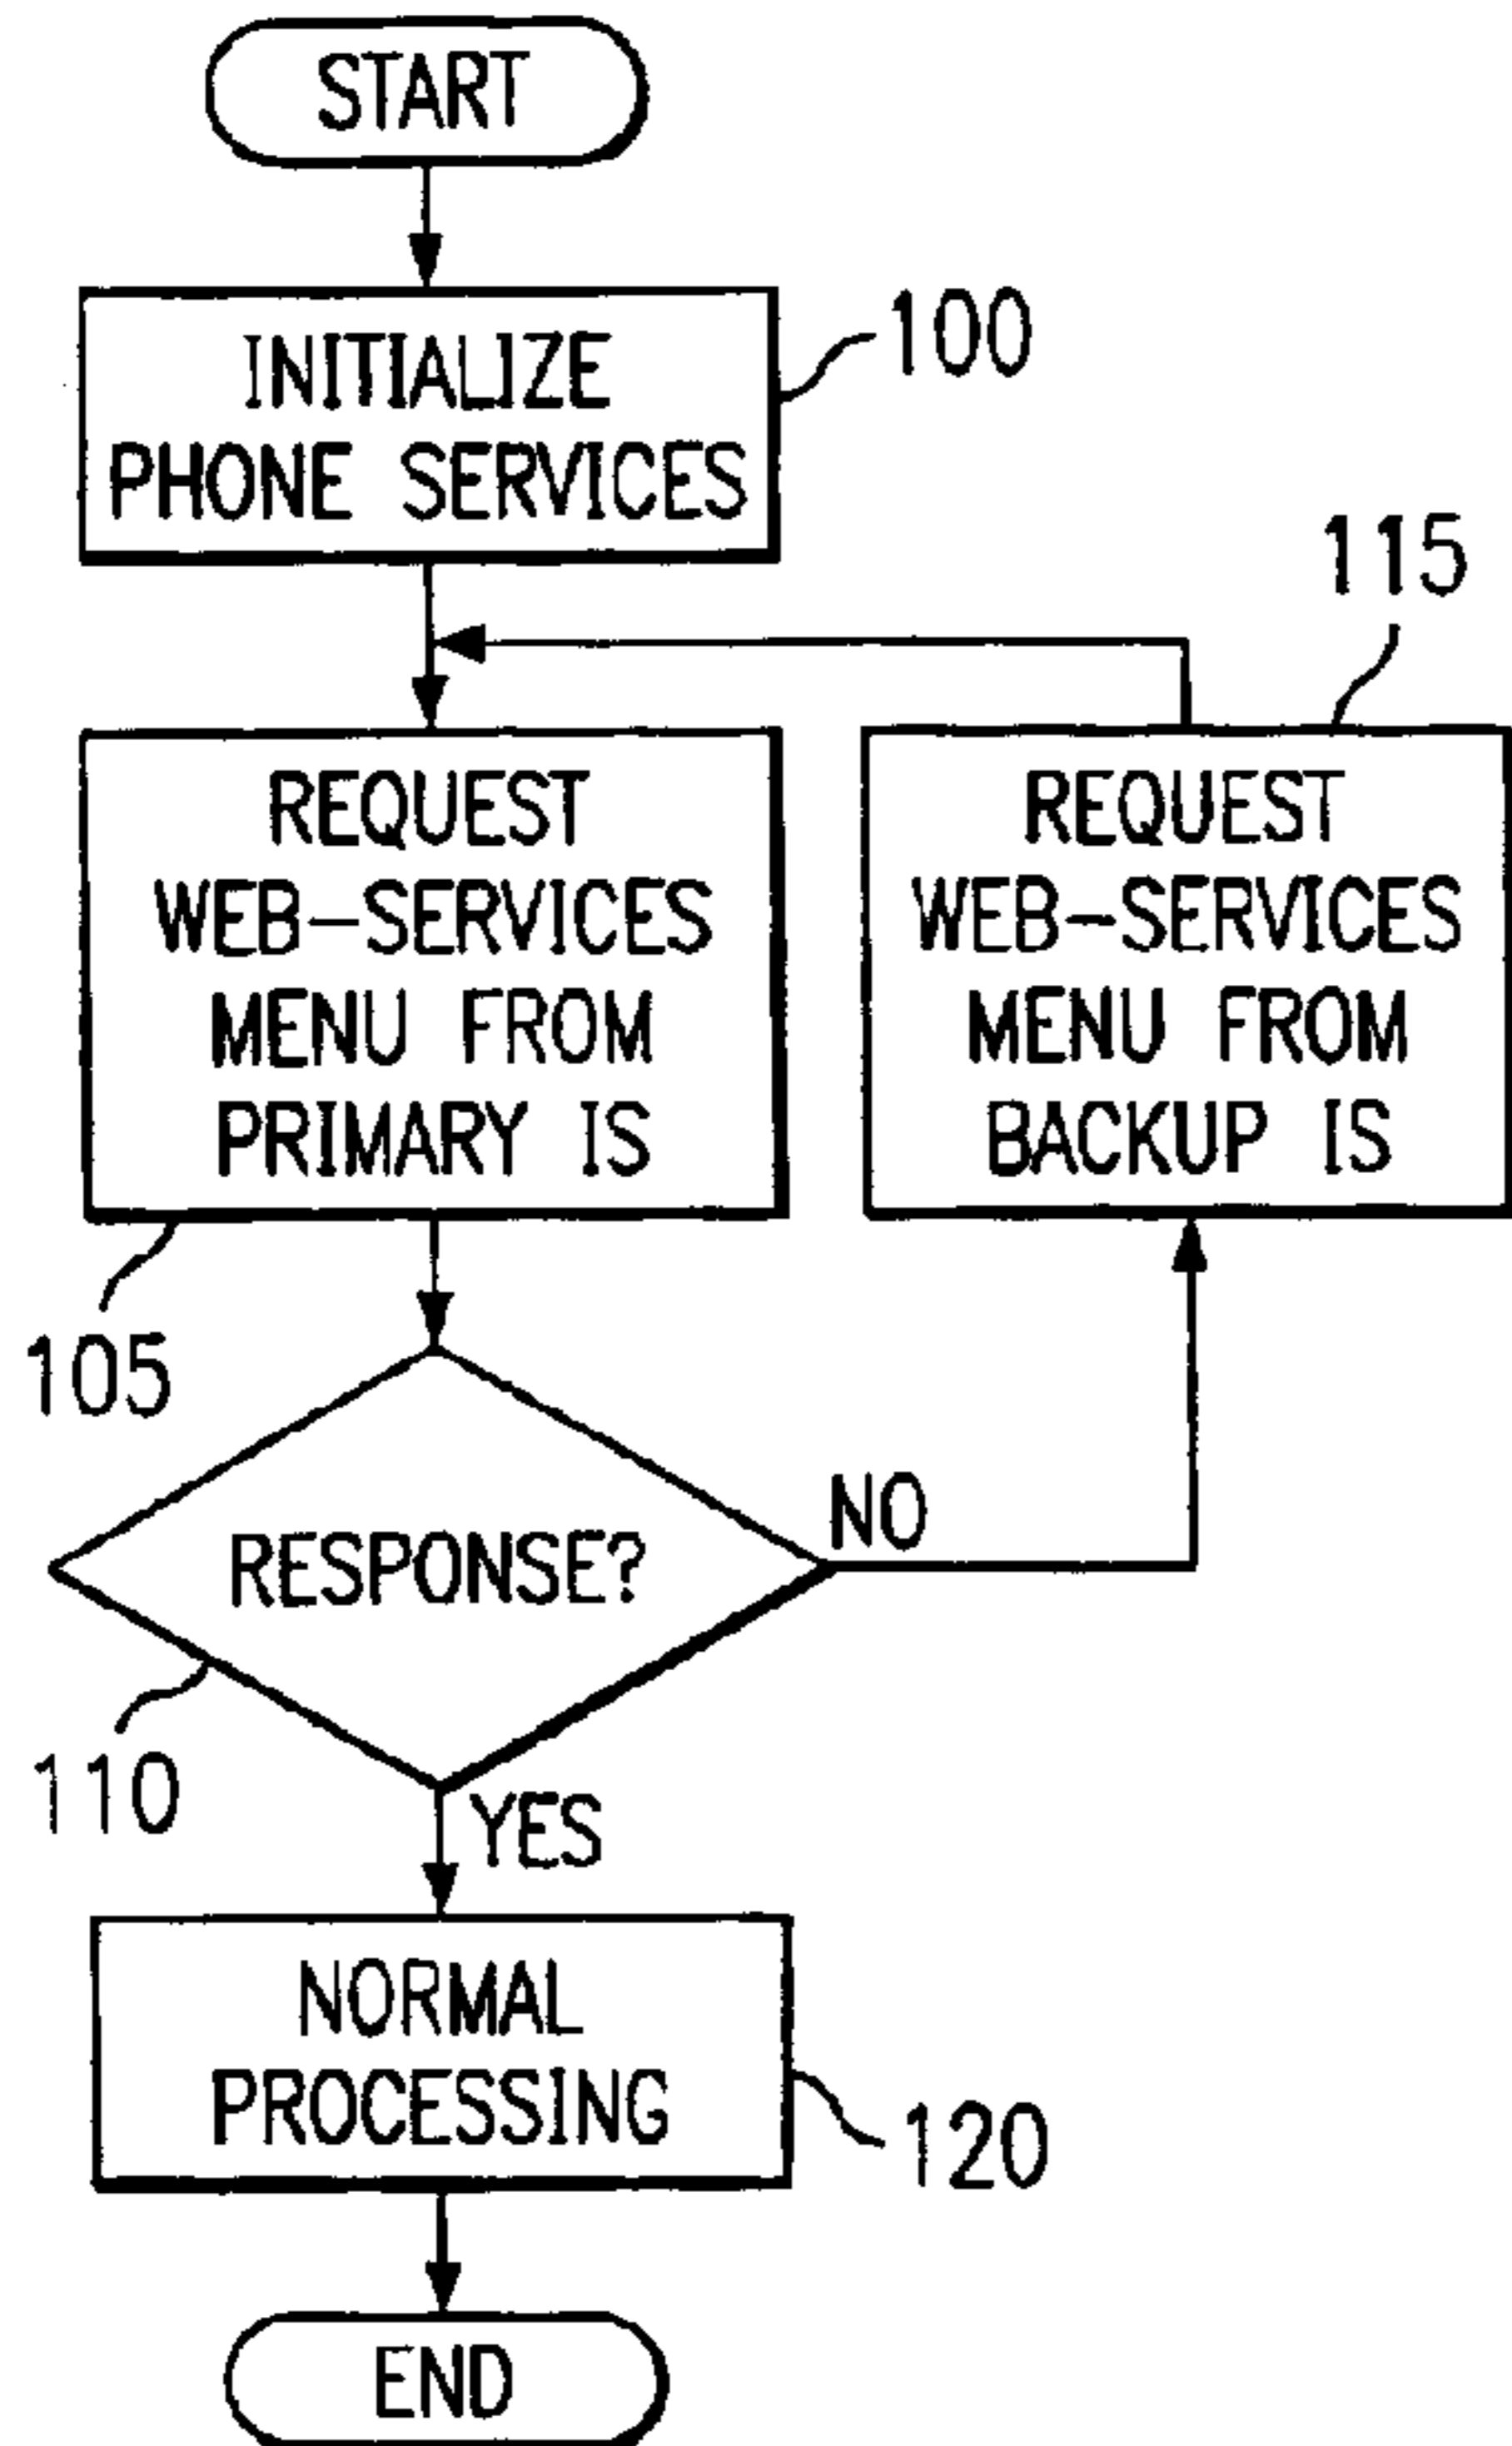 START
INITIALIZE
PHONE SERVICES
100
115
REQUEST
WEB-SERVICES
MENU FROM
PRIMARY IS
105
REQUEST
WEB-SERVICES
MENU FROM
BACKUP IS
RESPONSE?
NO
110
YES
NORMAL
PROCESSING
120
END